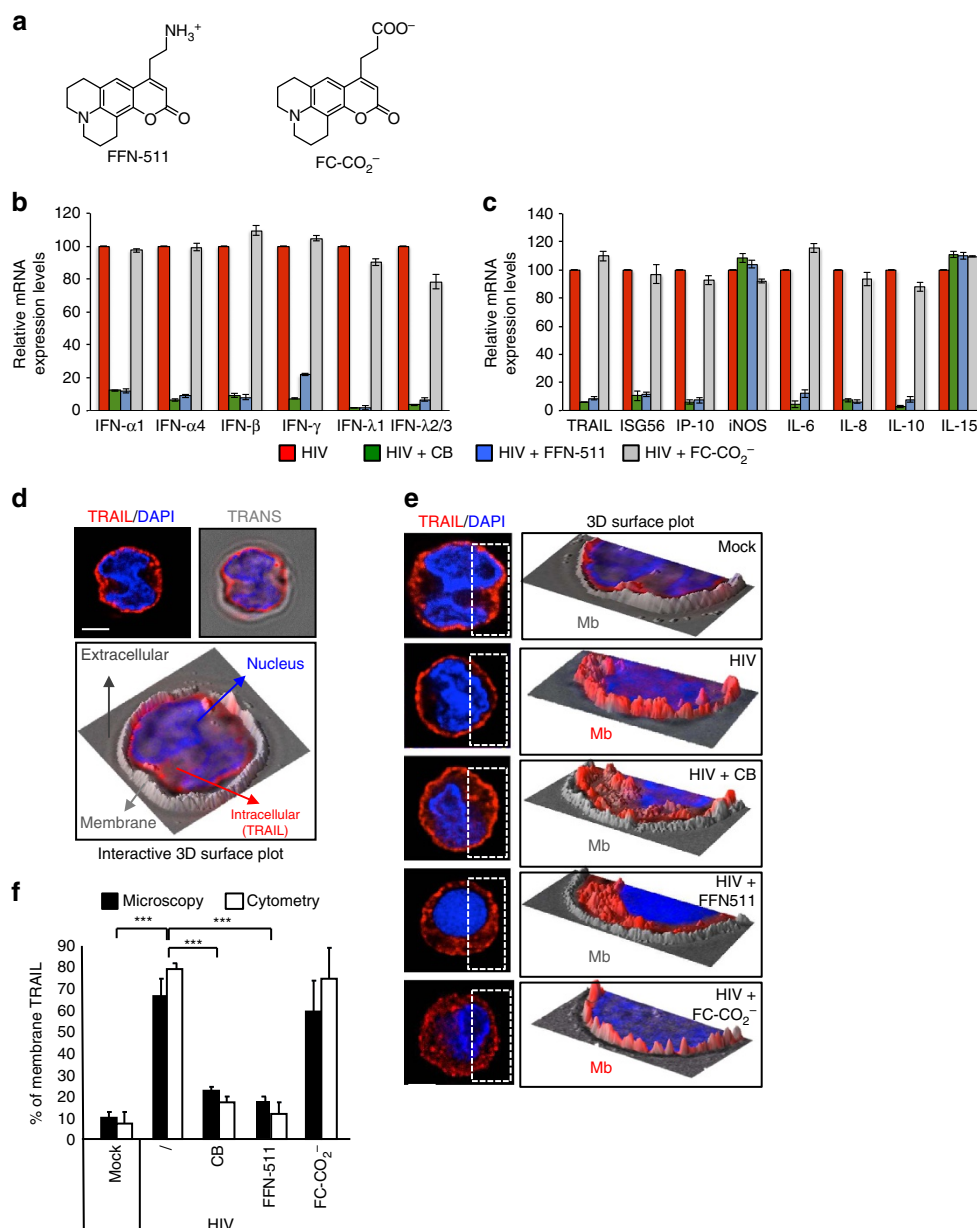 a
NH3+
COO−
N
O
O
N
O
O
FFN-511
FC-CO2−
b
Relative mRNA
expression levels
120
100
80
60
40
20
0
IFN-α1 IFN-α4 IFN-β IFN-γ IFN-λ1 IFN-λ2/3
c
Relative mRNA
expression levels
140
120
100
80
60
40
20
0
TRAIL ISG56 IP-10 iNOS IL-6 IL-8 IL-10 IL-15
HIV HIV + CB HIV + FFN-511 HIV + FC-CO2−
d
TRAIL/DAPI
TRANS
Extracellular
Nucleus
Membrane
Intracellular
(TRAIL)
Interactive 3D surface plot
e
TRAIL/DAPI
3D surface plot
Mock
Mb
HIV
Mb
HIV + CB
Mb
HIV +
FFN511
Mb
HIV +
FC-CO2−
Mb
f
Microscopy Cytometry
***
***
***
% of membrane TRAIL
90
80
70
60
50
40
30
20
10
0
Mock
/
CB
FFN-511
FC-CO2−
HIV